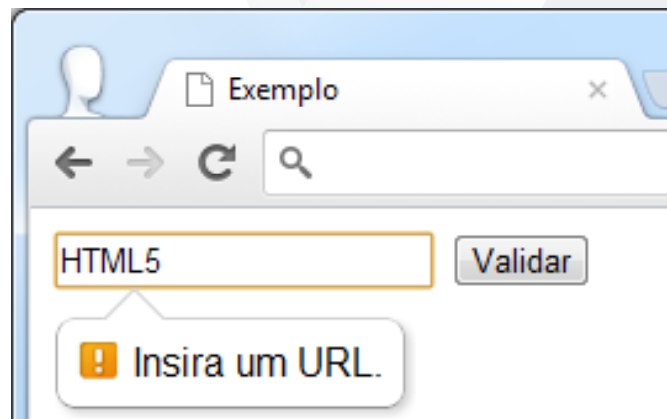 Exemplo
HTML5 Validar
Insira um URL.